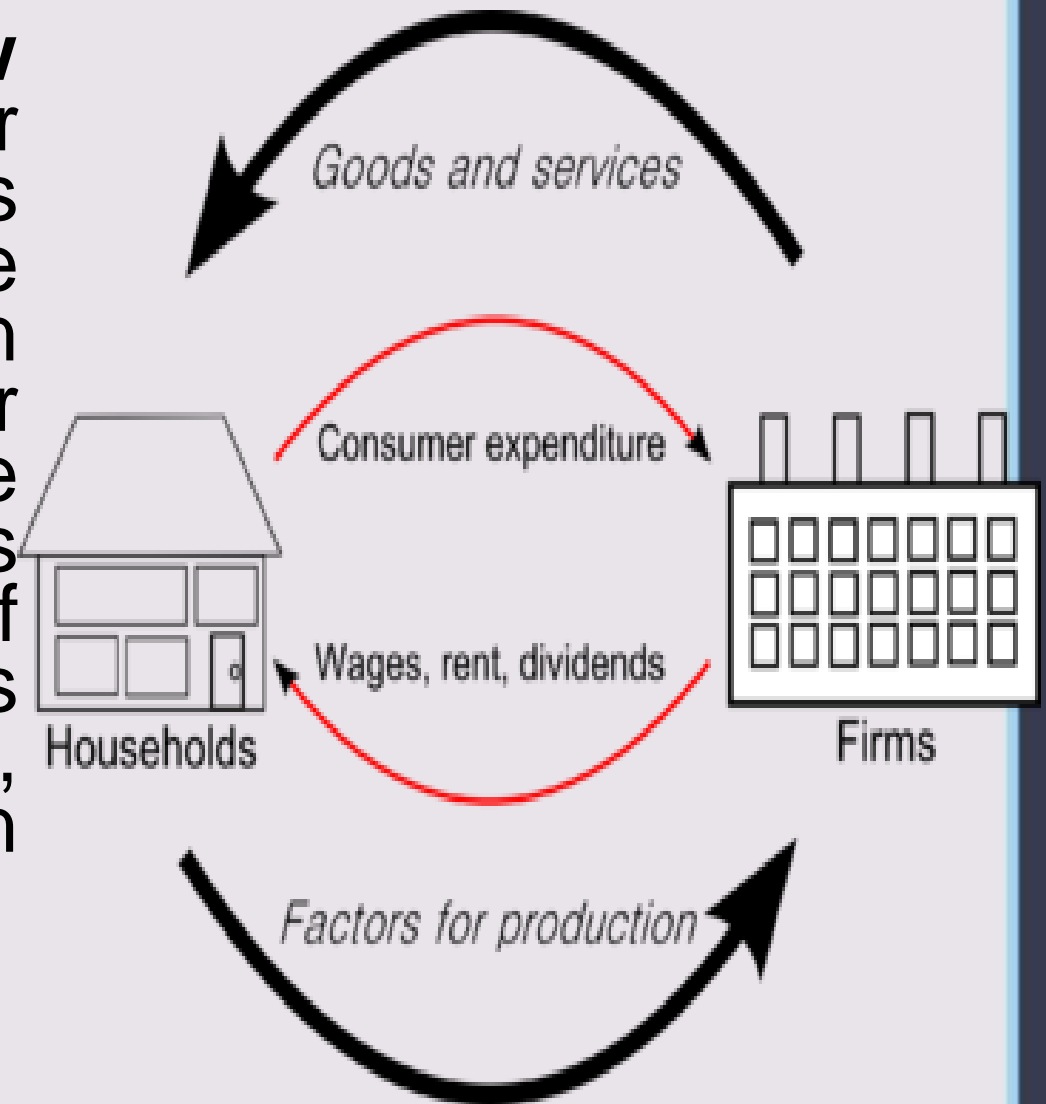 w
r
s
e
n
r
e
s
f
s
,
n
Goods and services
Consumer expenditure
Wages, rent, dividends
Households
Firms
Factors for production